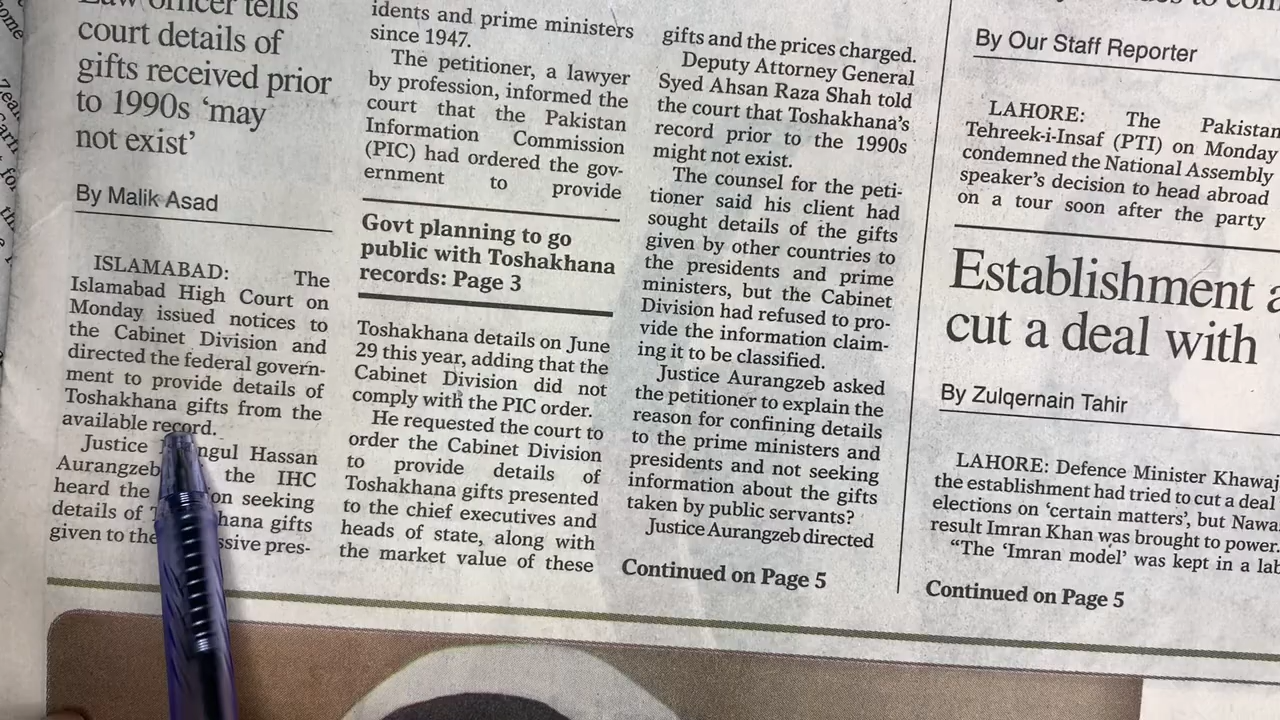 Law officer tells
court details of
gifts received prior
to 1990s ‘may
not exist’
By Malik Asad
ISLAMABAD: The
Islamabad High Court on
Monday issued notices to
the Cabinet Division and
directed the federal govern-
ment to provide details of
Toshakhana gifts from the
available record.
Justice ngul Hassan
Aurangzeb the IHC
heard the on seeking
details of hana gifts
given to the ssive pres-
idents and prime ministers
since 1947.
The petitioner, a lawyer
by profession, informed the
court that the Pakistan
Information Commission
(PIC) had ordered the gov-
ernment to provide
Govt planning to go
public with Toshakhana
records: Page 3
Toshakhana details on June
29 this year, adding that the
Cabinet Division did not
comply with the PIC order.
He requested the court to
order the Cabinet Division
to provide details of
Toshakhana gifts presented
to the chief executives and
heads of state, along with
the market value of these
gifts and the prices charged.
Deputy Attorney General
Syed Ahsan Raza Shah told
the court that Toshakhana’s
record prior to the 1990s
might not exist.
The counsel for the peti-
tioner said his client had
sought details of the gifts
given by other countries to
the presidents and prime
ministers, but the Cabinet
Division had refused to pro-
vide the information claim-
ing it to be classified.
Justice Aurangzeb asked
the petitioner to explain the
reason for confining details
to the prime ministers and
presidents and not seeking
information about the gifts
taken by public servants?
Justice Aurangzeb directed
Continued on Page 5
By Our Staff Reporter
LAHORE: The Pakistan
Tehreek-i-Insaf (PTI) on Monday
condemned the National Assembly
speaker’s decision to head abroad
on a tour soon after the party
Establishment
cut a deal with
By Zulqernain Tahir
LAHORE: Defence Minister Khawaj
the establishment had tried to cut a deal
elections on ‘certain matters’, but Nawa
result Imran Khan was brought to power.
“The ‘Imran model’ was kept in a lab
Continued on Page 5